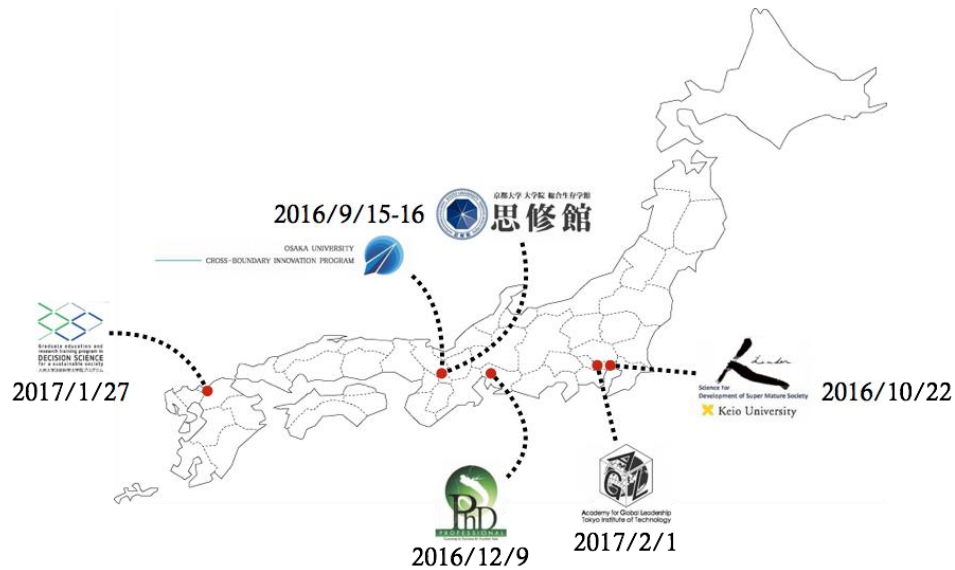 2016/9/15-16
京都大学 大学院 総合生存学館
思修館
OSAKA UNIVERSITY
CROSS-BOUNDARY INNOVATION PROGRAM
Graduate education and
research training program in
DECISION SCIENCE
for a sustainable society
2017/1/27
Leader
Science for
Development of Super Mature Society
Keio University
2016/10/22
PhD
PROFESSIONAL
2016/12/9
AGL
Academy for Global Leadership
Tokyo Institute of Technology
2017/2/1